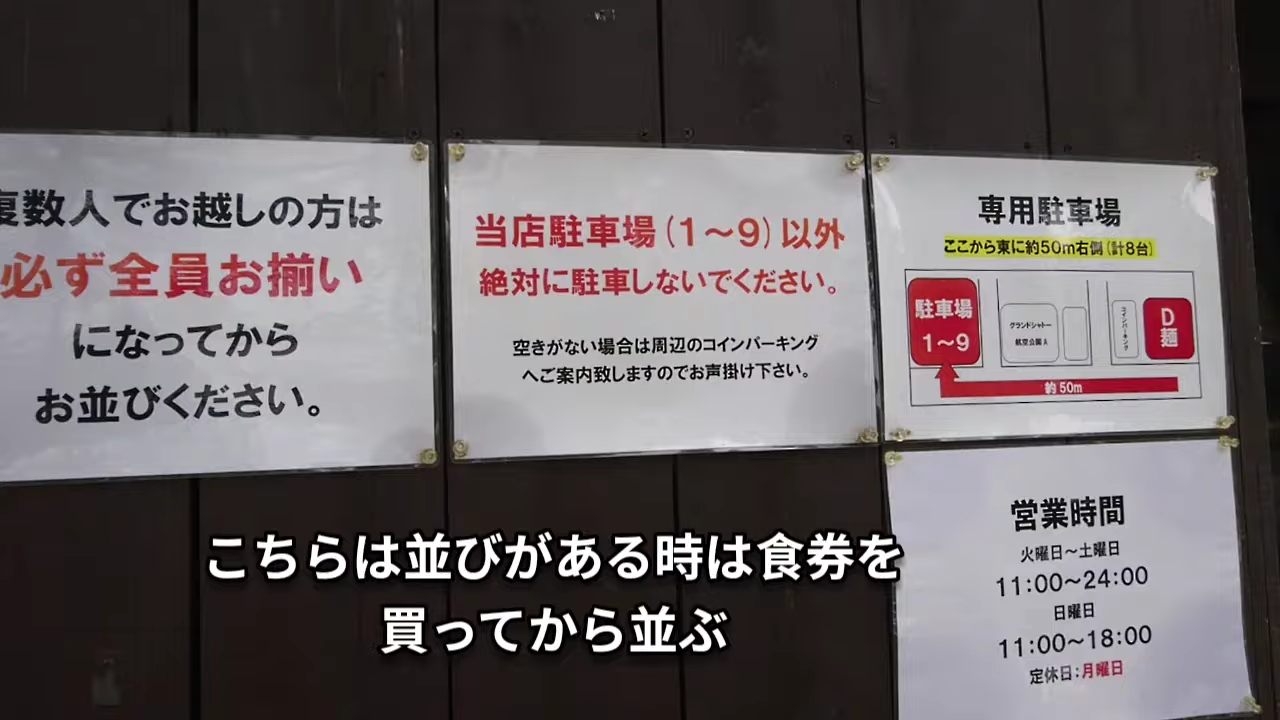 複数人でお越しの方は
必ず全員お揃い
になってから
お並びください。
当店駐車場(1〜9)以外
絶対に駐車しないでください。
空きがない場合は周辺のコインパーキング
へご案内致しますのでお声掛け下さい。
専用駐車場
ここから東に約50m右側(計8台)
駐車場
1〜9
グランドシャトー
航空公園A
コインパーキング
D
麺
約50m
営業時間
火曜日〜土曜日
11:00〜24:00
日曜日
11:00〜18:00
定休日:月曜日
こちらは並びがある時は食券を
買ってから並ぶ